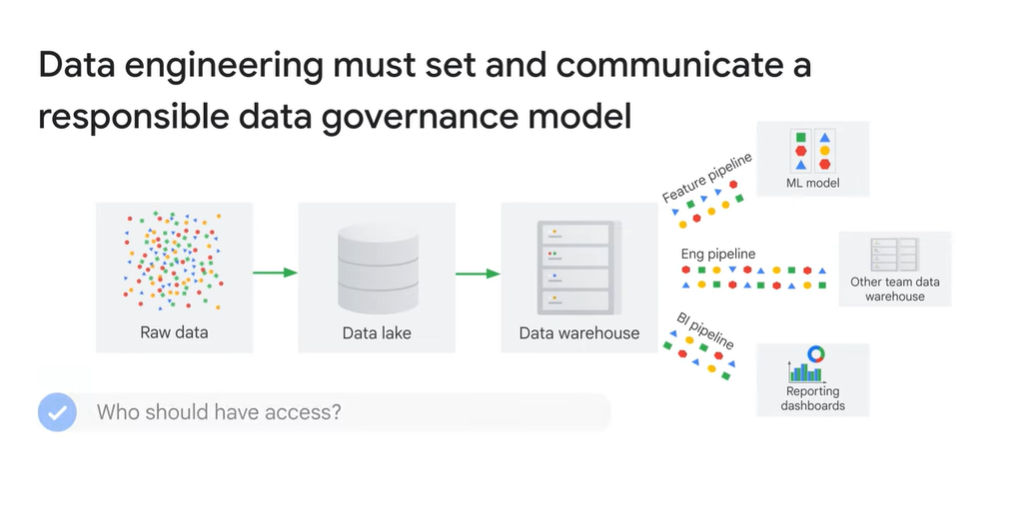 Data engineering must set and communicate a
responsible data governance model
Feature pipeline
ML model
Raw data
Data lake
Data warehouse
Eng pipeline
Other team data
warehouse
BI pipeline
Reporting
dashboards
Who should have access?